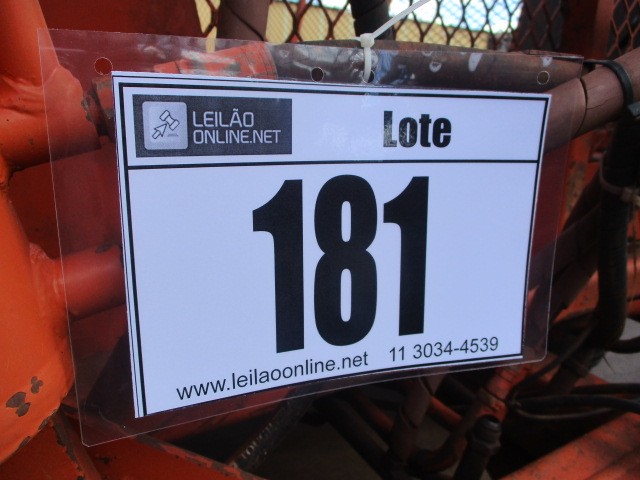 LEILÃO
ONLINE.NET
Lote
181
www.leilaoonline.net 11 3034-4539